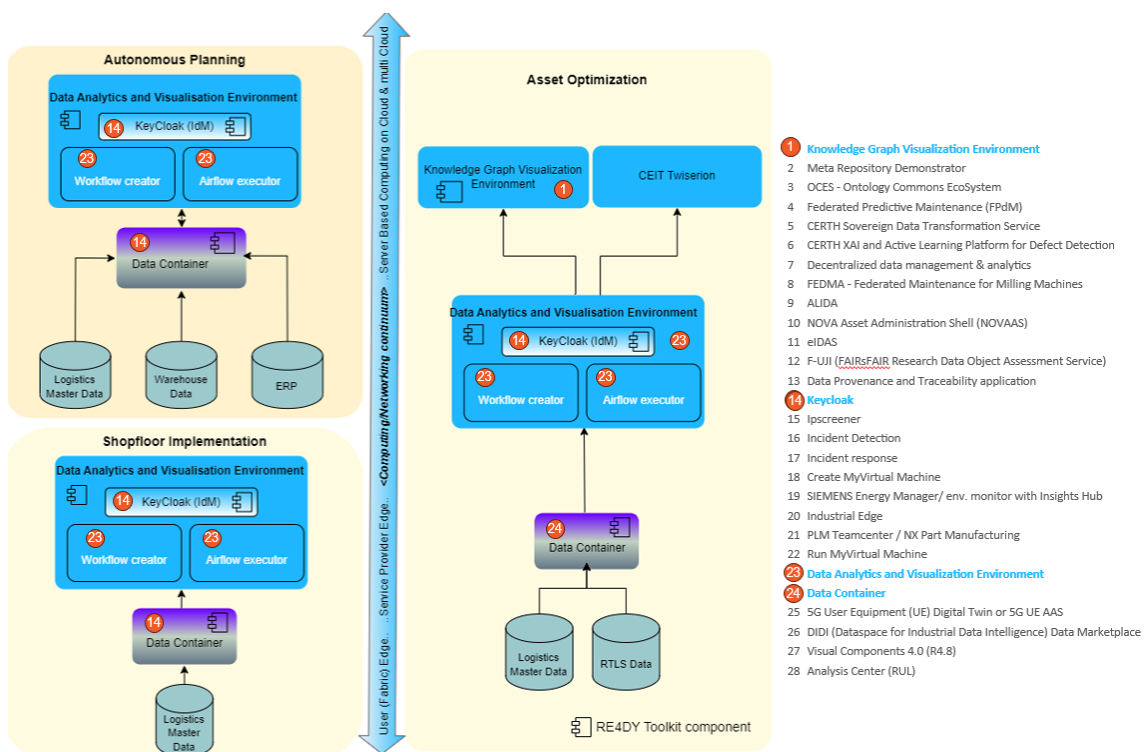 Autonomous Planning
Data Analytics and Visualisation Environment
14
KeyCloak (IdM)
23
23
Workflow creator
Airflow executor
14
Data Container
Logistics
Master Data
Warehouse
Data
ERP
Shopfloor Implementation
Data Analytics and Visualisation Environment
14
KeyCloak (IdM)
23
23
Workflow creator
Airflow executor
14
Data Container
Logistics
Master
Data
User (Fabric) Edge.. ..Service Provider Edge.. <Computing/Networking continuum> ..Server Based Computing on Cloud & multi Cloud
Asset Optimization
Knowledge Graph Visualization
Environment
1
CEIT Twiserion
Data Analytics and Visualisation Environment
14
KeyCloak (IdM)
23
23
23
Workflow creator
Airflow executor
24
Data Container
Logistics
Master Data
RTLS Data
RE4DY Toolkit component
1 Knowledge Graph Visualization Environment
2 Meta Repository Demonstrator
3 OCES - Ontology Commons EcoSystem
4 Federated Predictive Maintenance (FPdM)
5 CERTH Sovereign Data Transformation Service
6 CERTH XAI and Active Learning Platform for Defect Detection
7 Decentralized data management & analytics
8 FEDMA - Federated Maintenance for Milling Machines
9 ALIDA
10 NOVA Asset Administration Shell (NOVAAS)
11 eIDAS
12 F-UJI (FAIRsFAIR Research Data Object Assessment Service)
13 Data Provenance and Traceability application
14 Keycloak
15 Ipscreener
16 Incident Detection
17 Incident response
18 Create MyVirtual Machine
19 SIEMENS Energy Manager/ env. monitor with Insights Hub
20 Industrial Edge
21 PLM Teamcenter / NX Part Manufacturing
22 Run MyVirtual Machine
23 Data Analytics and Visualization Environment
24 Data Container
25 5G User Equipment (UE) Digital Twin or 5G UE AAS
26 DIDI (Dataspace for Industrial Data Intelligence) Data Marketplace
27 Visual Components 4.0 (R4.8)
28 Analysis Center (RUL)